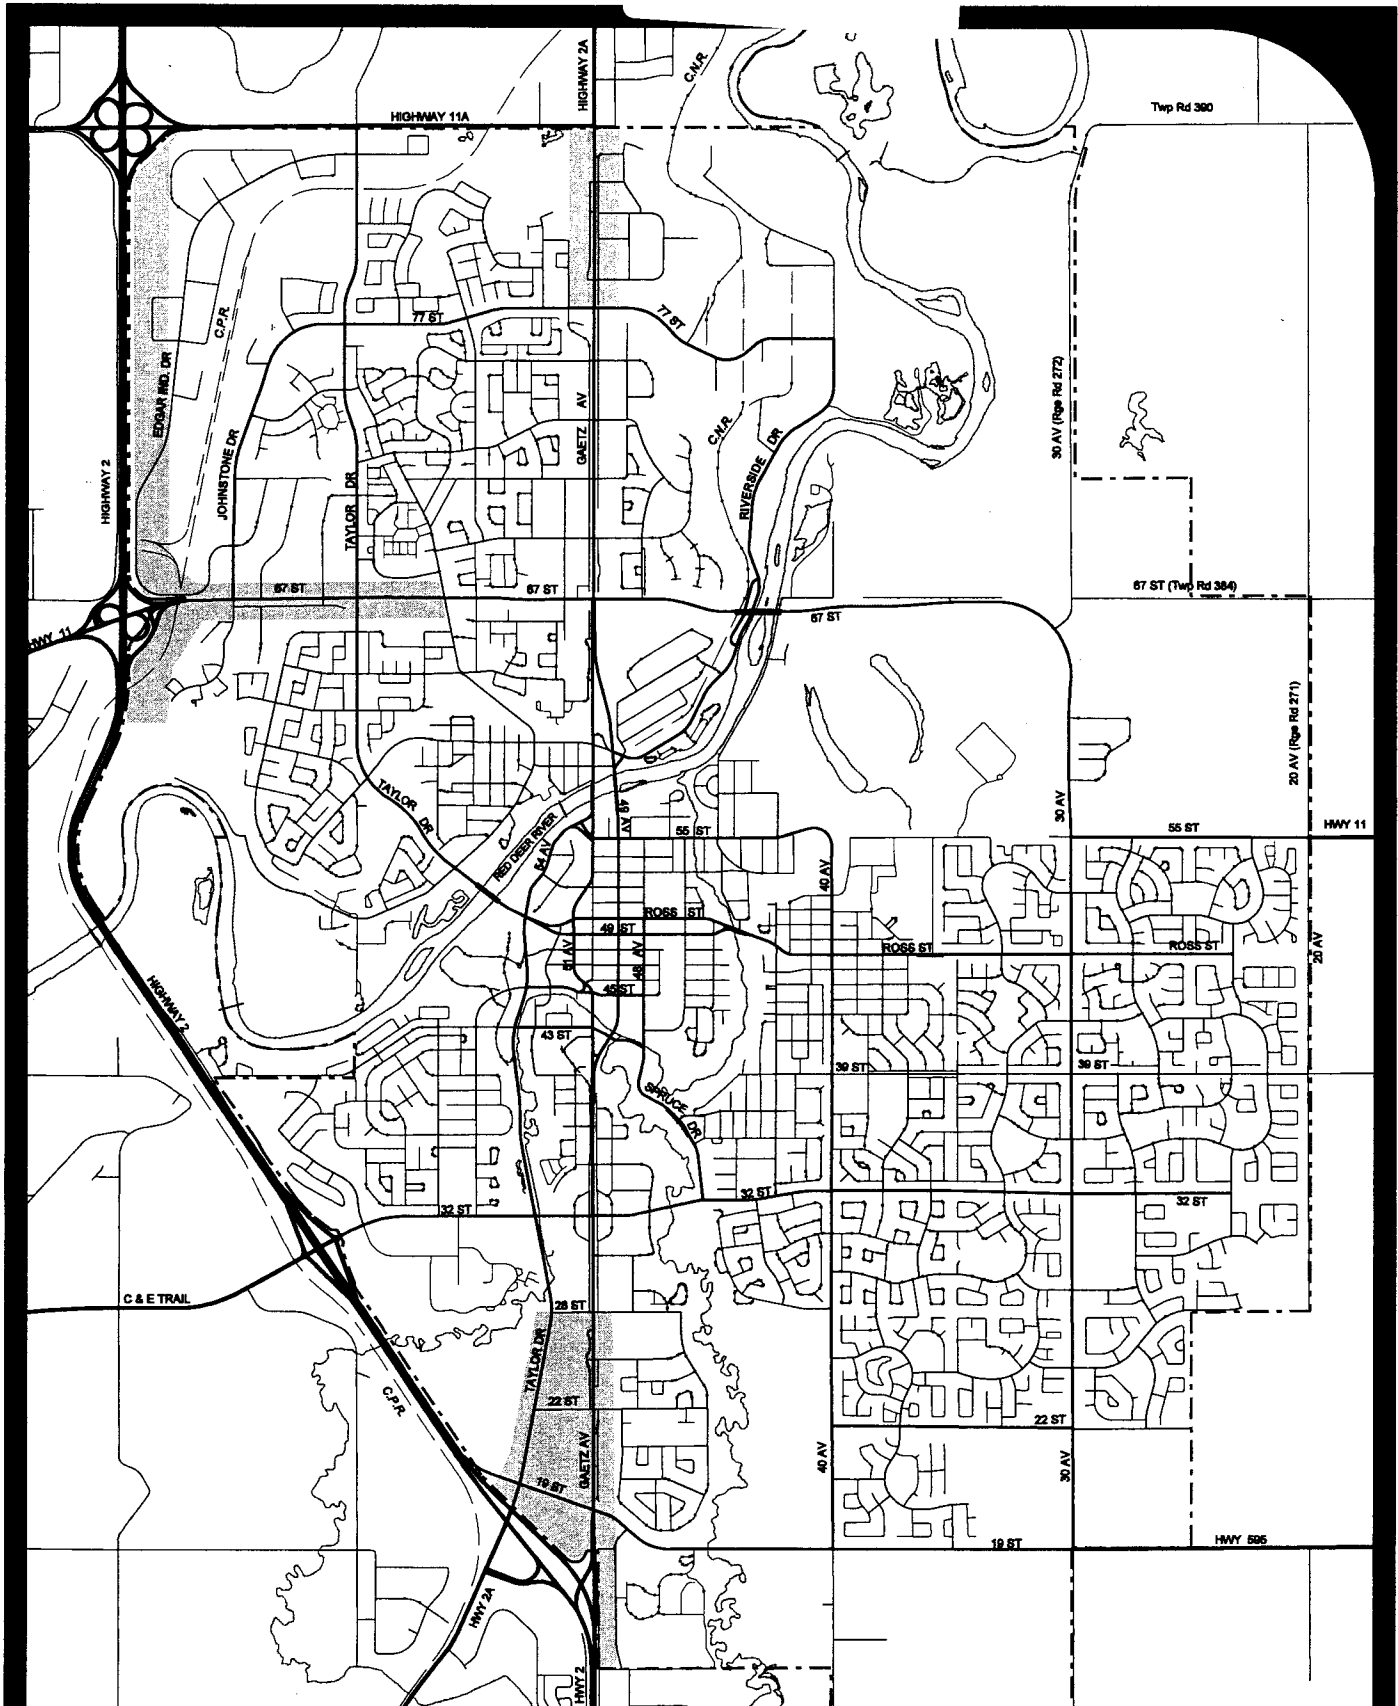 HIGHWAY 2A
C.N.R.
HIGHWAY 11A
Twp Rd 390
C.P.R.
77 ST
77 ST
EDGAR IND. DR
30 AV (Rge Rd 272)
GAETZ AV
C.N.R.
RIVERSIDE DR
JOHNSTONE DR
HIGHWAY 2
TAYLOR DR
67 ST
67 ST
67 ST (Twp Rd 384)
67 ST
HWY 11
20 AV (Rge Rd 271)
TAYLOR DR
49 AV
30 AV
55 ST
55 ST
HWY 11
RED DEER RIVER
54 AV
40 AV
ROSS ST
49 ST
ROSS ST
ROSS ST
20 AV
51 AV
48 AV
45 ST
HIGHWAY 2
43 ST
39 ST
39 ST
SPRUCE DR
32 ST
32 ST
32 ST
C & E TRAIL
28 ST
TAYLOR DR
C.P.R.
22 ST
22 ST
GAETZ AV
40 AV
30 AV
19 ST
19 ST
HWY 595
HWY 2A
HWY 2